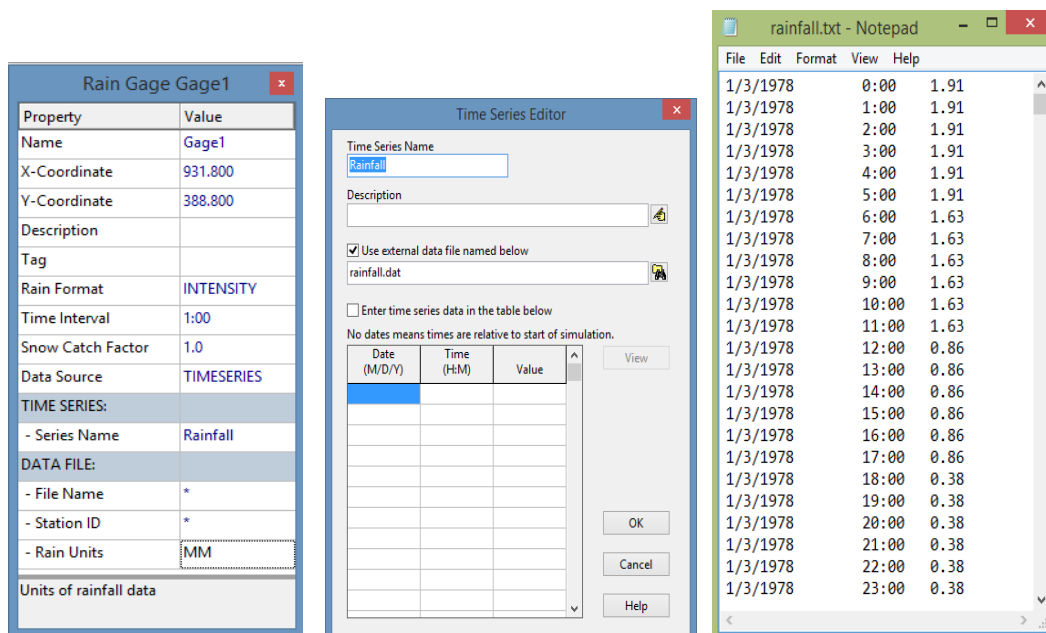 Rain Gage Gage1
x
Property Value
Name Gage1
X-Coordinate 931.800
Y-Coordinate 388.800
Description
Tag
Rain Format INTENSITY
Time Interval 1:00
Snow Catch Factor 1.0
Data Source TIMESERIES
TIME SERIES:
- Series Name Rainfall
DATA FILE:
- File Name *
- Station ID *
- Rain Units MM
Units of rainfall data
Time Series Editor
Time Series Name
Rainfall
Description
Use external data file named below
rainfall.dat
Enter time series data in the table below
No dates means times are relative to start of simulation.
Date Time
(M/D/Y) (H:M) Value
View
OK
Cancel
Help
rainfall.txt - Notepad
File Edit Format View Help
1/3/1978 0:00 1.91
1/3/1978 1:00 1.91
1/3/1978 2:00 1.91
1/3/1978 3:00 1.91
1/3/1978 4:00 1.91
1/3/1978 5:00 1.91
1/3/1978 6:00 1.63
1/3/1978 7:00 1.63
1/3/1978 8:00 1.63
1/3/1978 9:00 1.63
1/3/1978 10:00 1.63
1/3/1978 11:00 1.63
1/3/1978 12:00 0.86
1/3/1978 13:00 0.86
1/3/1978 14:00 0.86
1/3/1978 15:00 0.86
1/3/1978 16:00 0.86
1/3/1978 17:00 0.86
1/3/1978 18:00 0.38
1/3/1978 19:00 0.38
1/3/1978 20:00 0.38
1/3/1978 21:00 0.38
1/3/1978 22:00 0.38
1/3/1978 23:00 0.38